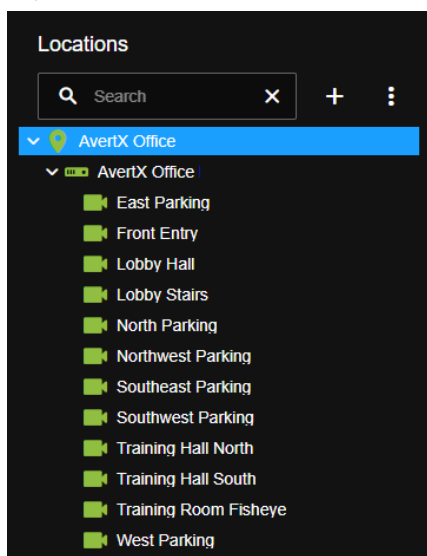 Locations
Search
AvertX Office
AvertX Office
East Parking
Front Entry
Lobby Hall
Lobby Stairs
North Parking
Northwest Parking
Southeast Parking
Southwest Parking
Training Hall North
Training Hall South
Training Room Fisheye
West Parking